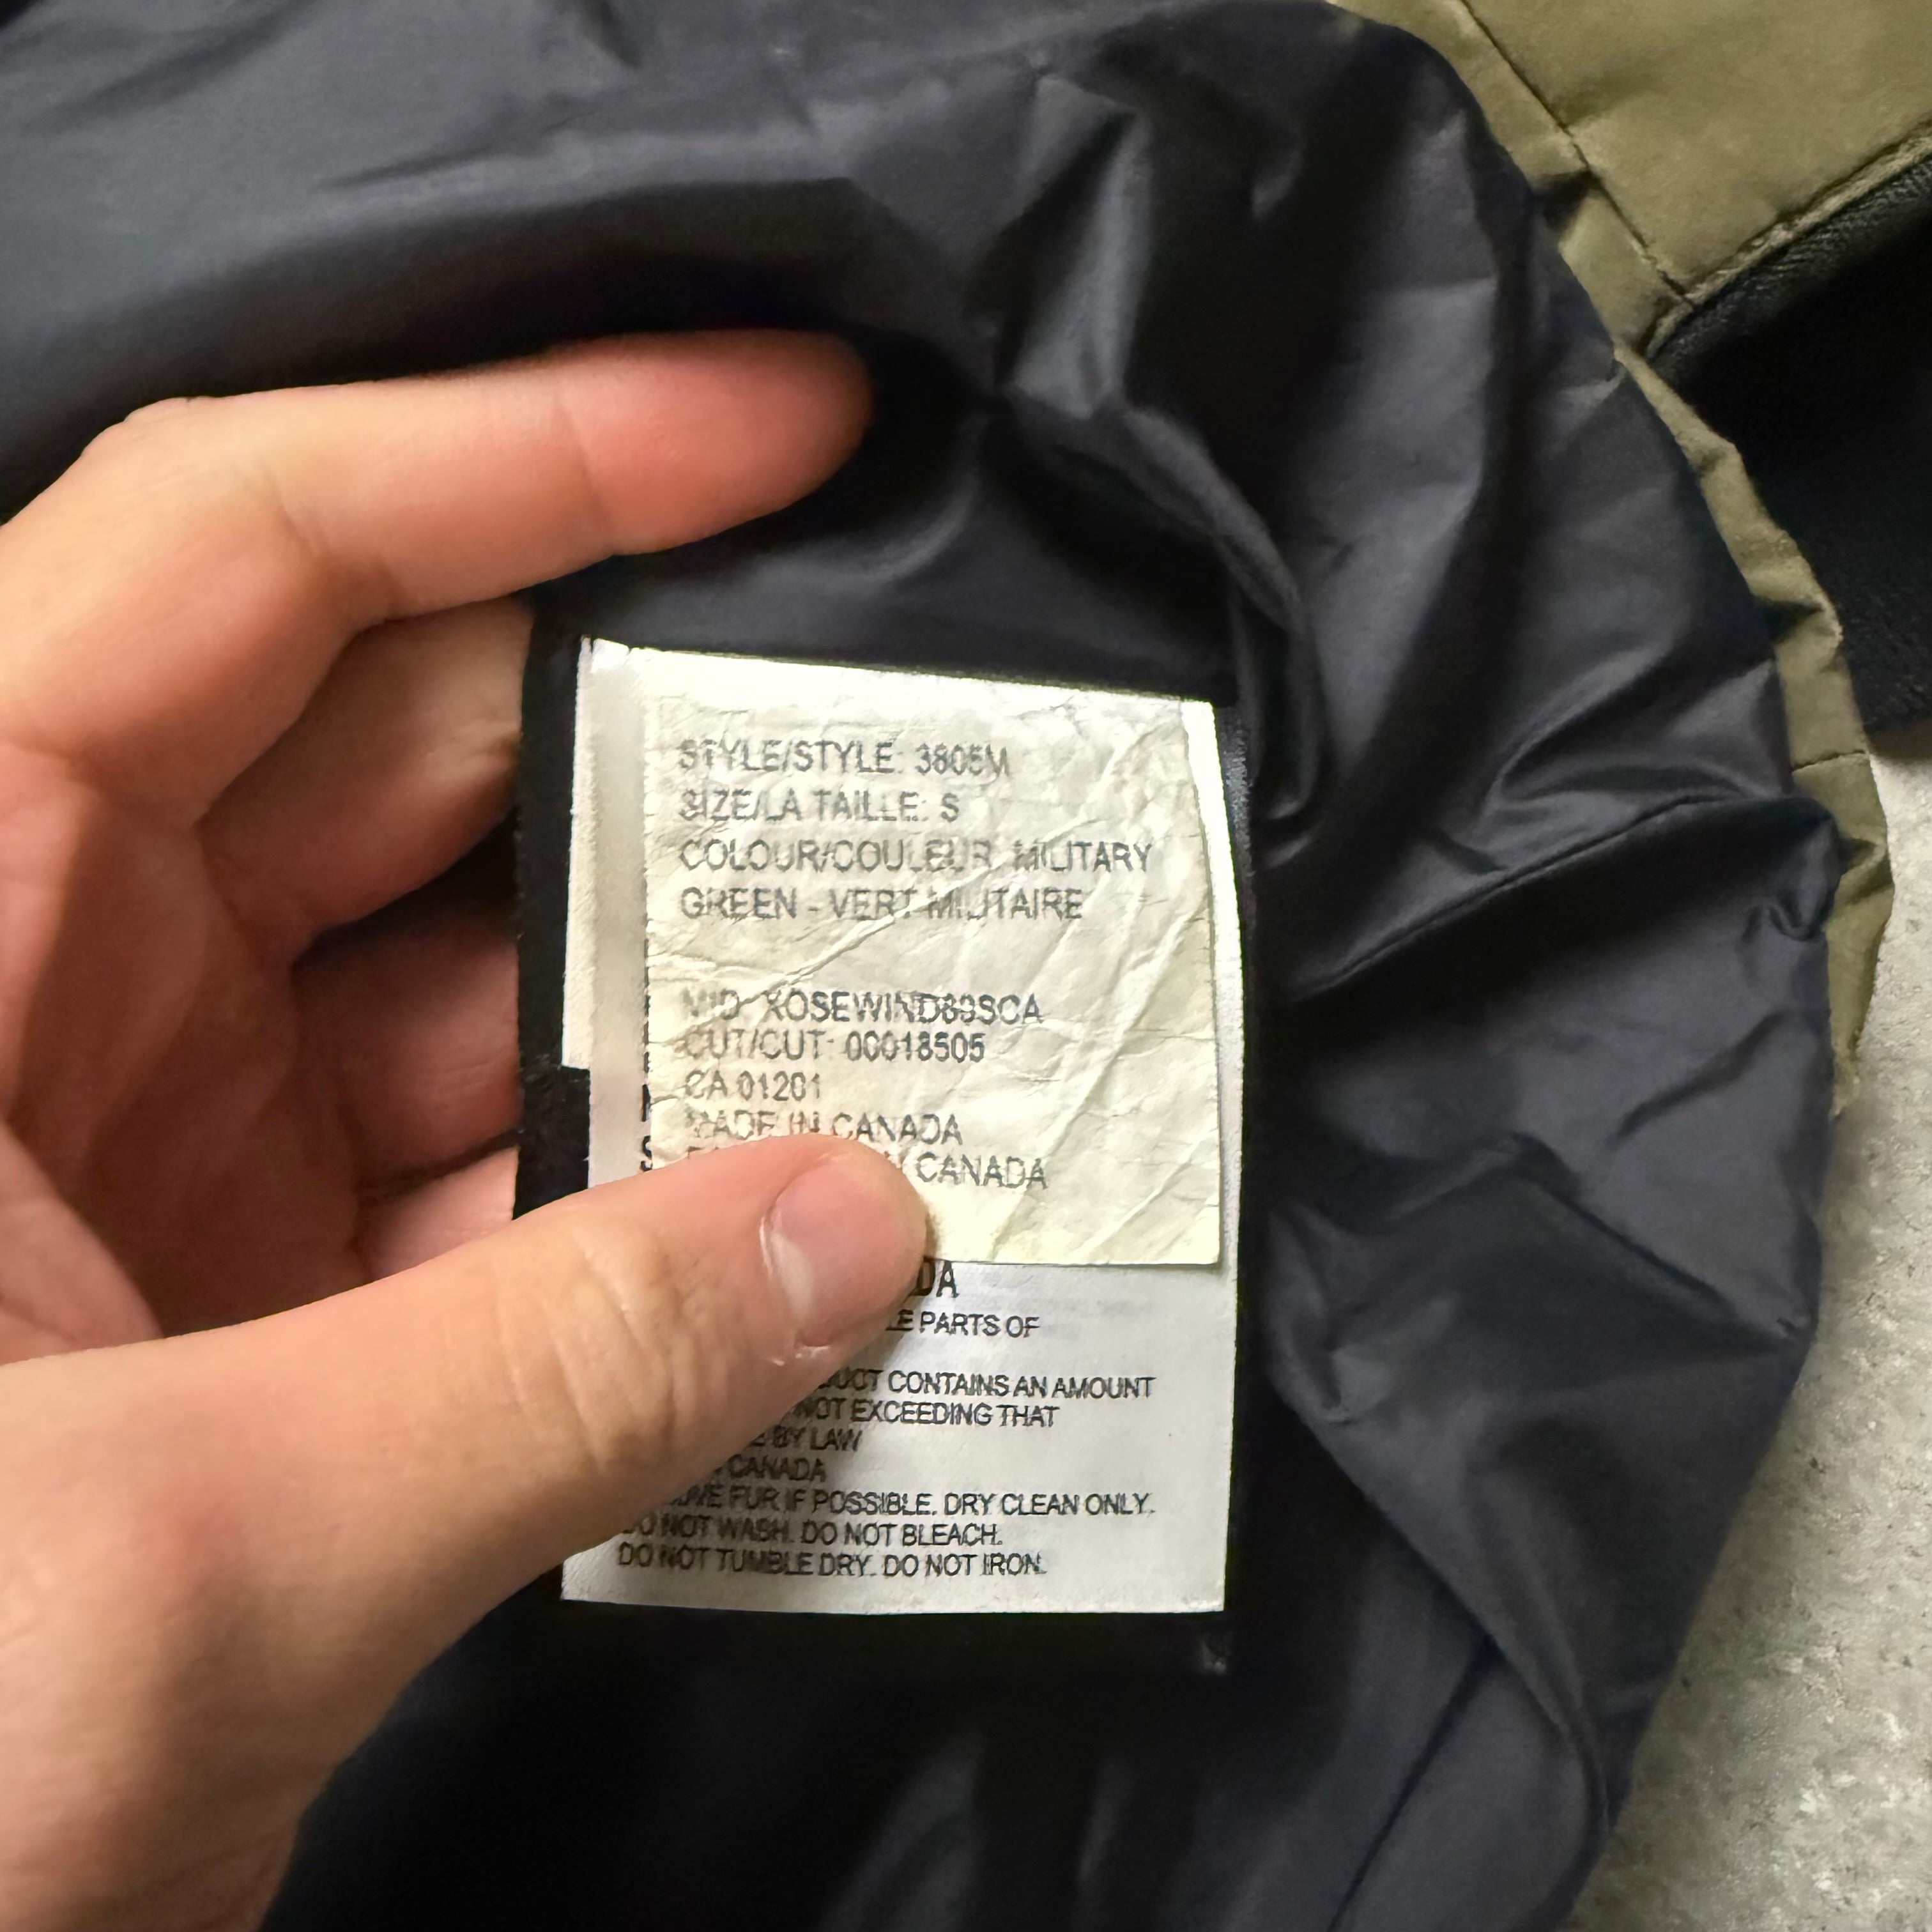 STYLE/STYLE: 3805M
SIZE/LA TAILLE: S
COLOUR/COULEUR: MILITARY
GREEN - VERT MILITAIRE
MID: XOSEWIND89SCA
CUT/CUT: 00018505
CA 01201
MADE IN CANADA
CANADA
PARTS OF
CONTAINS AN AMOUNT
NOT EXCEEDING THAT
BY LAW
CANADA
FUR IF POSSIBLE. DRY CLEAN ONLY.
DO NOT WASH. DO NOT BLEACH.
DO NOT TUMBLE DRY. DO NOT IRON.